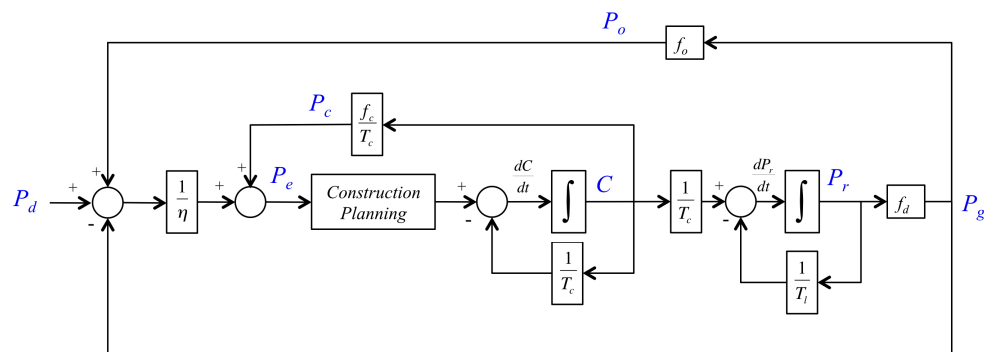 P_o
f_o
P_c
f_c
T_c
+
+
+
P_d
-
1
η
+
+
P_e
Construction
Planning
+
-
dC
dt
∫
C
1
T_c
1
T_c
+
-
dP_r
dt
∫
P_r
1
T_l
f_d
P_g